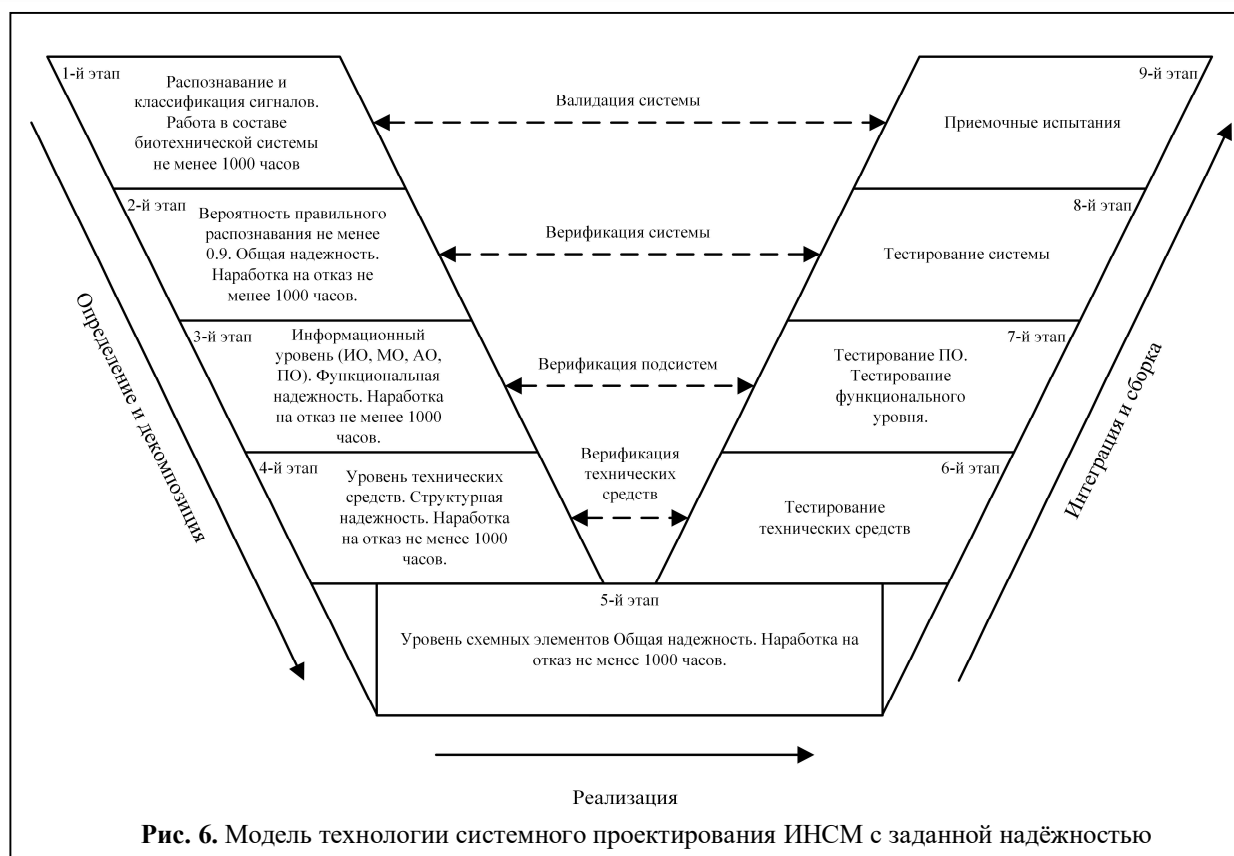 1-й этап
Распознавание и
классификация сигналов.
Работа в составе
биотехнической системы
не менее 1000 часов
Валидация системы
9-й этап
Приемочные испытания
2-й этап
Вероятность правильного
распознавания не менее
0.9. Общая надежность.
Наработка на отказ не
менее 1000 часов.
Верификация системы
8-й этап
Тестирование системы
3-й этап
Информационный
уровень (ИО, МО, АО,
ПО). Функциональная
надежность. Наработка
на отказ не менее 1000
часов.
Верификация подсистем
7-й этап
Тестирование ПО.
Тестирование
функционального
уровня.
4-й этап
Уровень технических
средств. Структурная
надежность. Наработка
на отказ не менее 1000
часов.
Верификация
технических
средств
6-й этап
Тестирование
технических средств
5-й этап
Уровень схемных элементов Общая надежность. Наработка на
отказ не менее 1000 часов.
Определение и декомпозиция
Интеграция и сборка
Реализация
Рис. 6. Модель технологии системного проектирования ИНСМ с заданной надёжностью